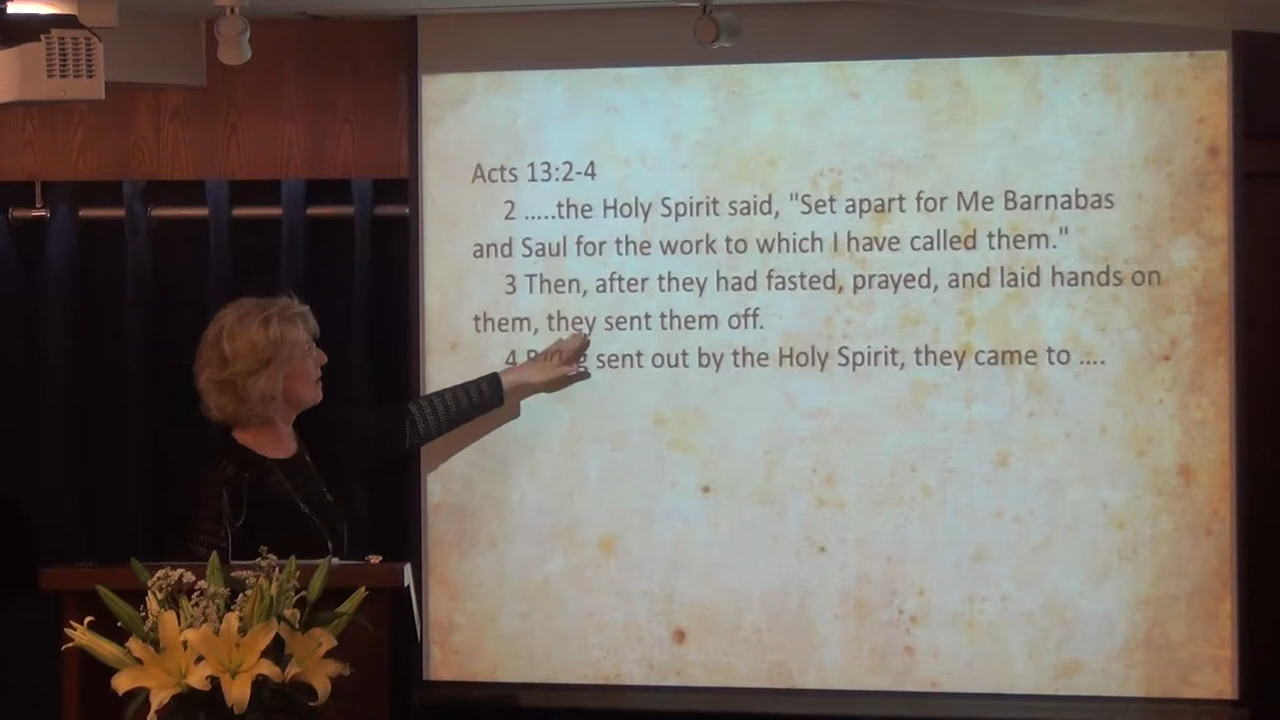 Acts 13:2-4
2 .....the Holy Spirit said, "Set apart for Me Barnabas
and Saul for the work to which I have called them."
3 Then, after they had fasted, prayed, and laid hands on
them, they sent them off.
4 sent out by the Holy Spirit, they came to ....